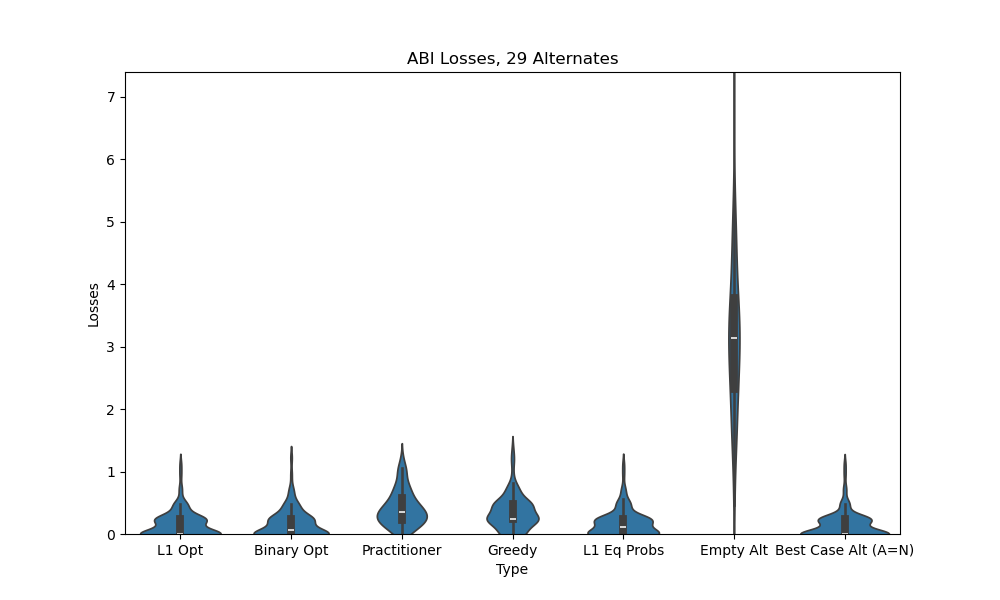 ABI Losses, 29 Alternates
7
6
5
4
3
2
1
0
Losses
L1 Opt
Binary Opt
Practitioner
Greedy
L1 Eq Probs
Empty Alt
Best Case Alt (A=N)
Type